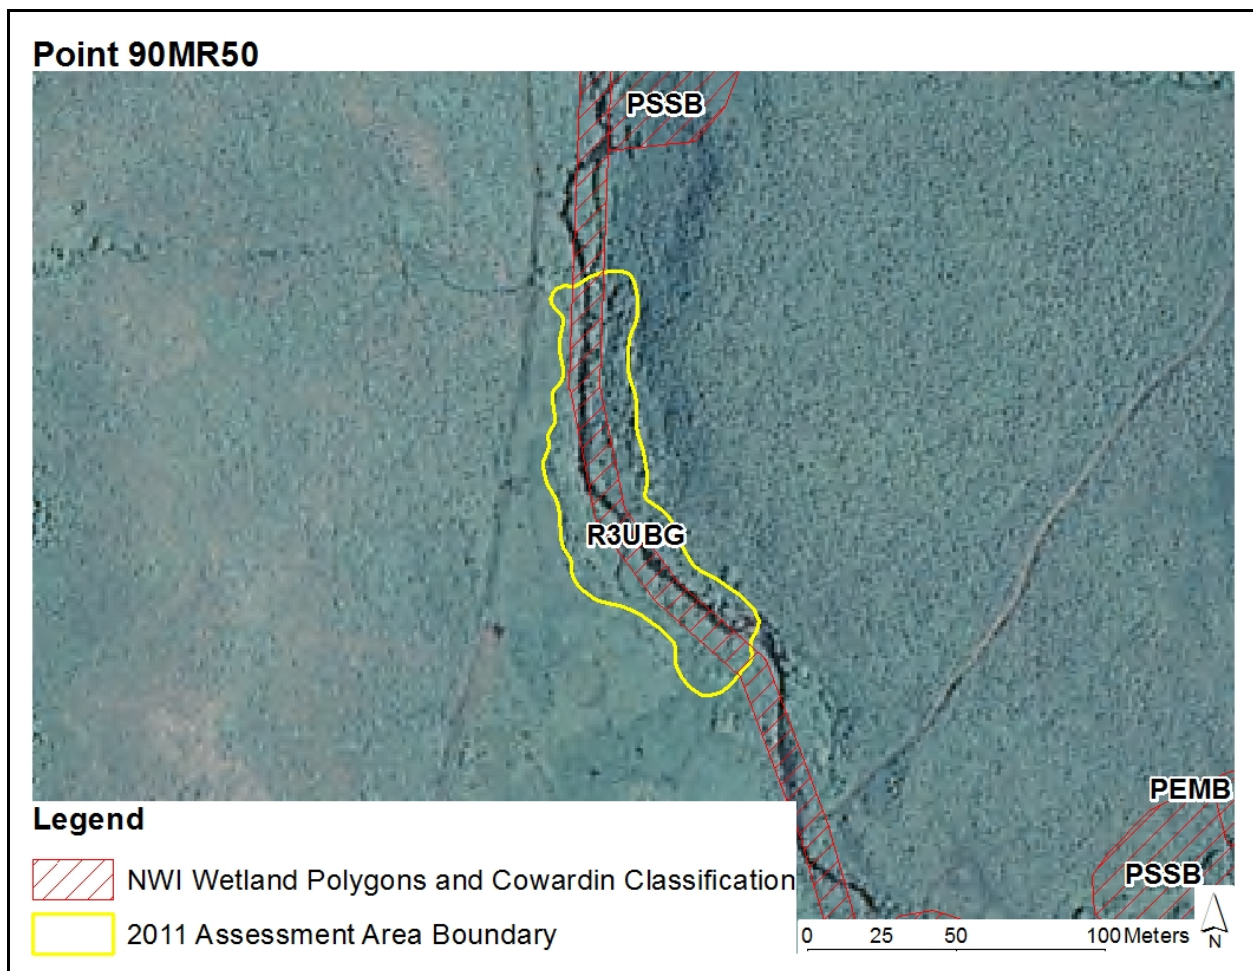 Point 90MR50
PSSB
R3UBG
PEMB
PSSB
Legend
NWI Wetland Polygons and Cowardin Classification
2011 Assessment Area Boundary
0 25 50 100 Meters
N